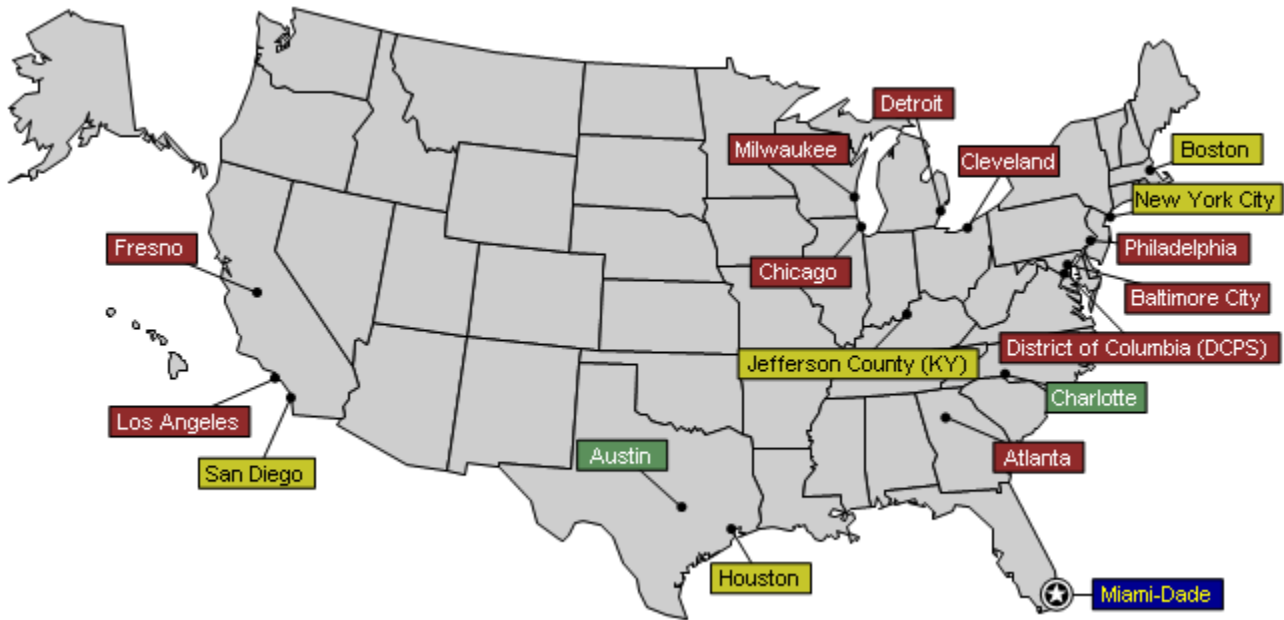 Detroit
Milwaukee
Cleveland
Boston
New York City
Fresno
Chicago
Philadelphia
Baltimore City
District of Columbia (DCPS)
Jefferson County (KY)
Charlotte
Los Angeles
Austin
Atlanta
San Diego
Houston
Miami-Dade